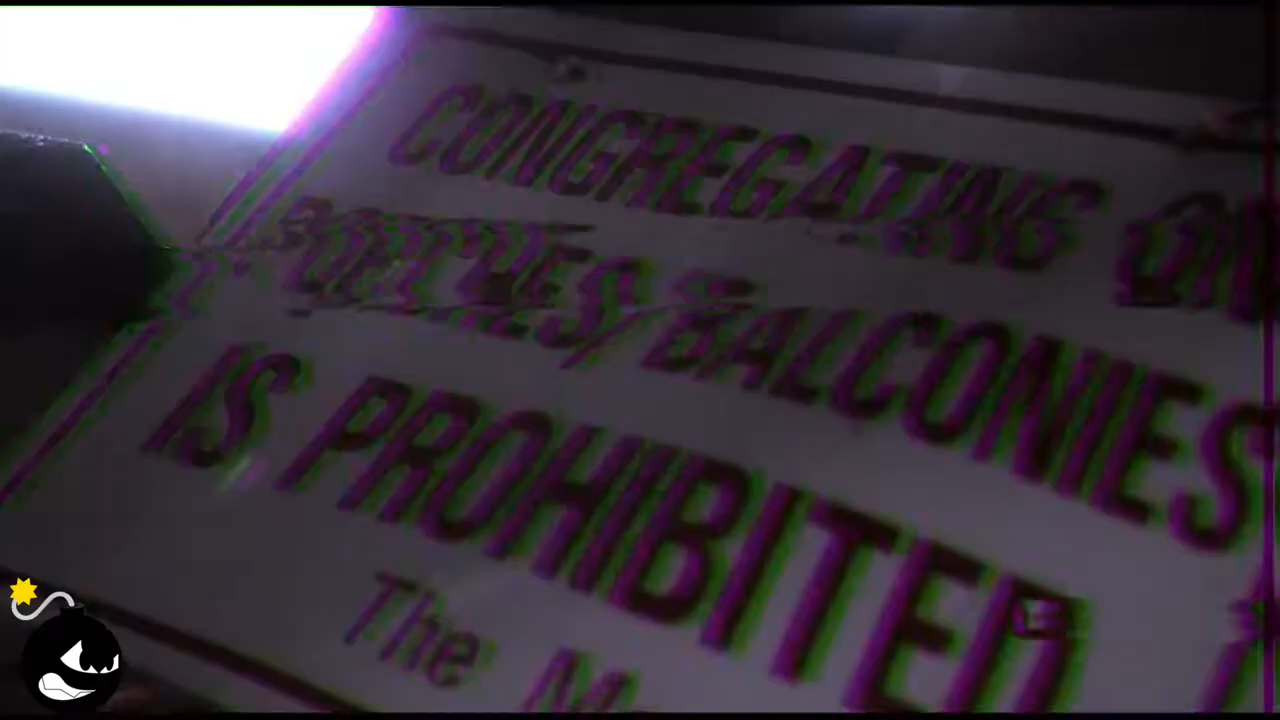 CONGREGATING ON
PORCHES/BALCONIES
IS PROHIBITED
The